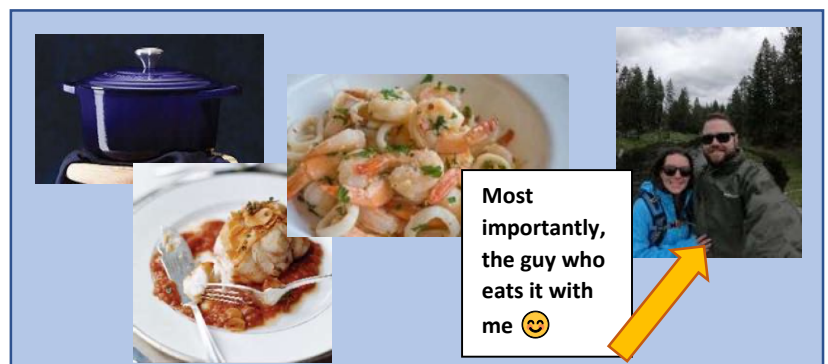 Most
importantly,
the guy who
eats it with
me 😊